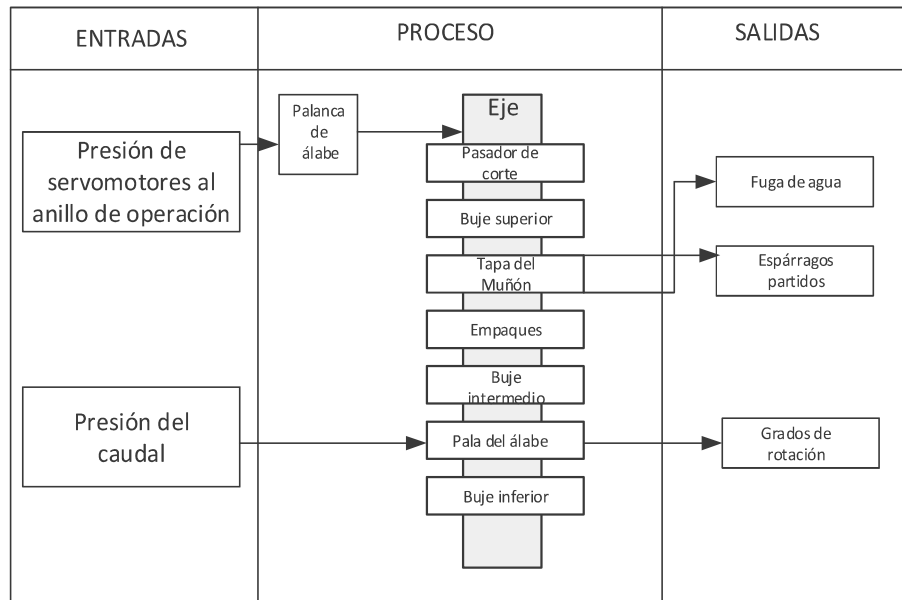 ENTRADAS
PROCESO
SALIDAS
Presión de
servomotores al
anillo de operación
Palanca
de
álabe
Eje
Pasador de
corte
Buje superior
Tapa del
Muñón
Empaques
Buje
intermedio
Pala del álabe
Buje inferior
Fuga de agua
Espárragos
partidos
Presión del
caudal
Grados de
rotación